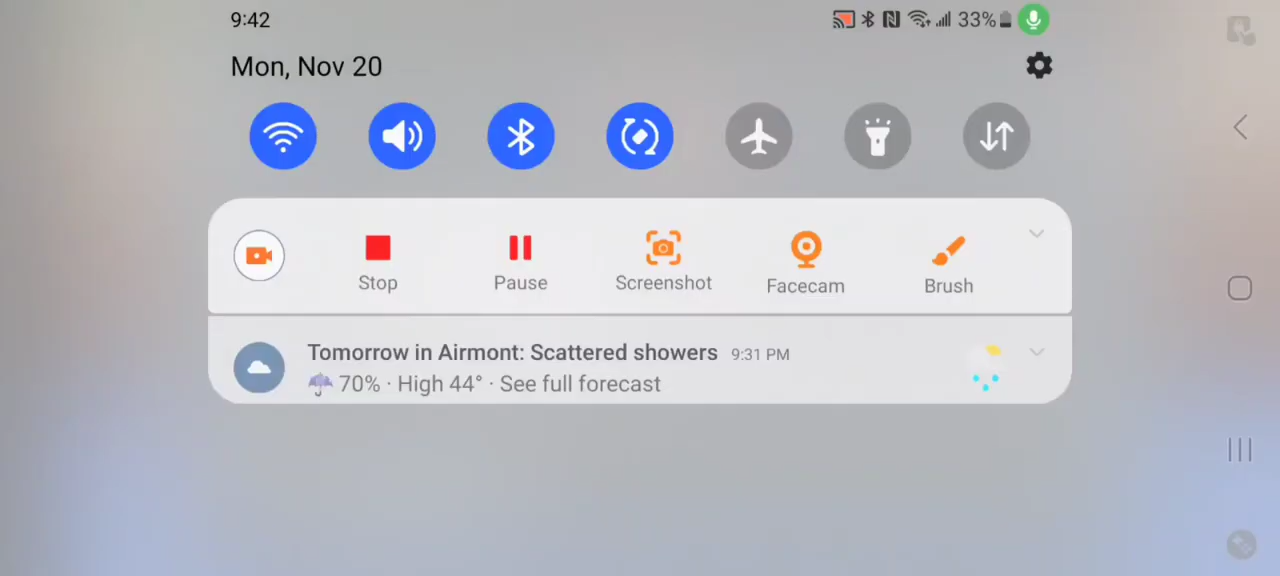 9:42
33%
Mon, Nov 20
Stop
Pause
Screenshot
Facecam
Brush
Tomorrow in Airmont: Scattered showers 9:31 PM
70% · High 44° · See full forecast